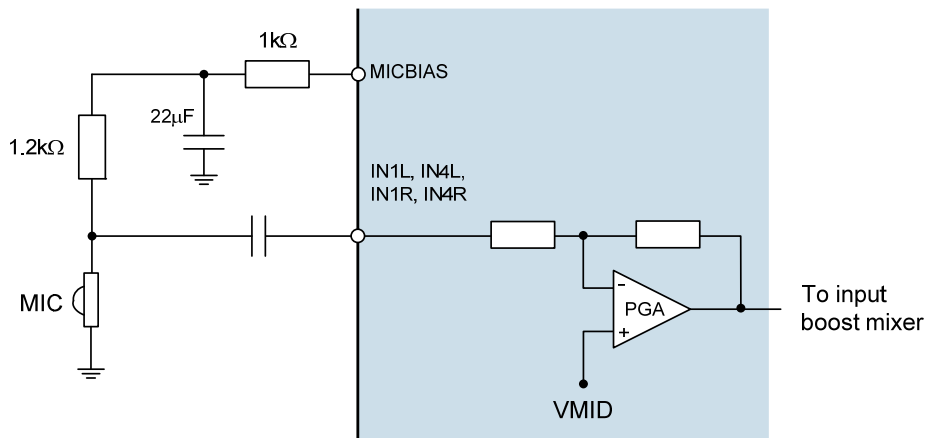 1kΩ
MICBIAS
22µF
1.2kΩ
IN1L, IN4L,
IN1R, IN4R
MIC
-
PGA
+
To input
boost mixer
VMID